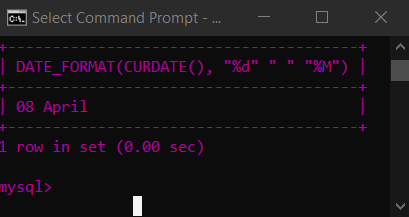 Select Command Prompt - ...
+------------------------------------+
| DATE_FORMAT(CURDATE(), "%d" " " "%M") |
+------------------------------------+
| 08 April |
+------------------------------------+
1 row in set (0.00 sec)
mysql>